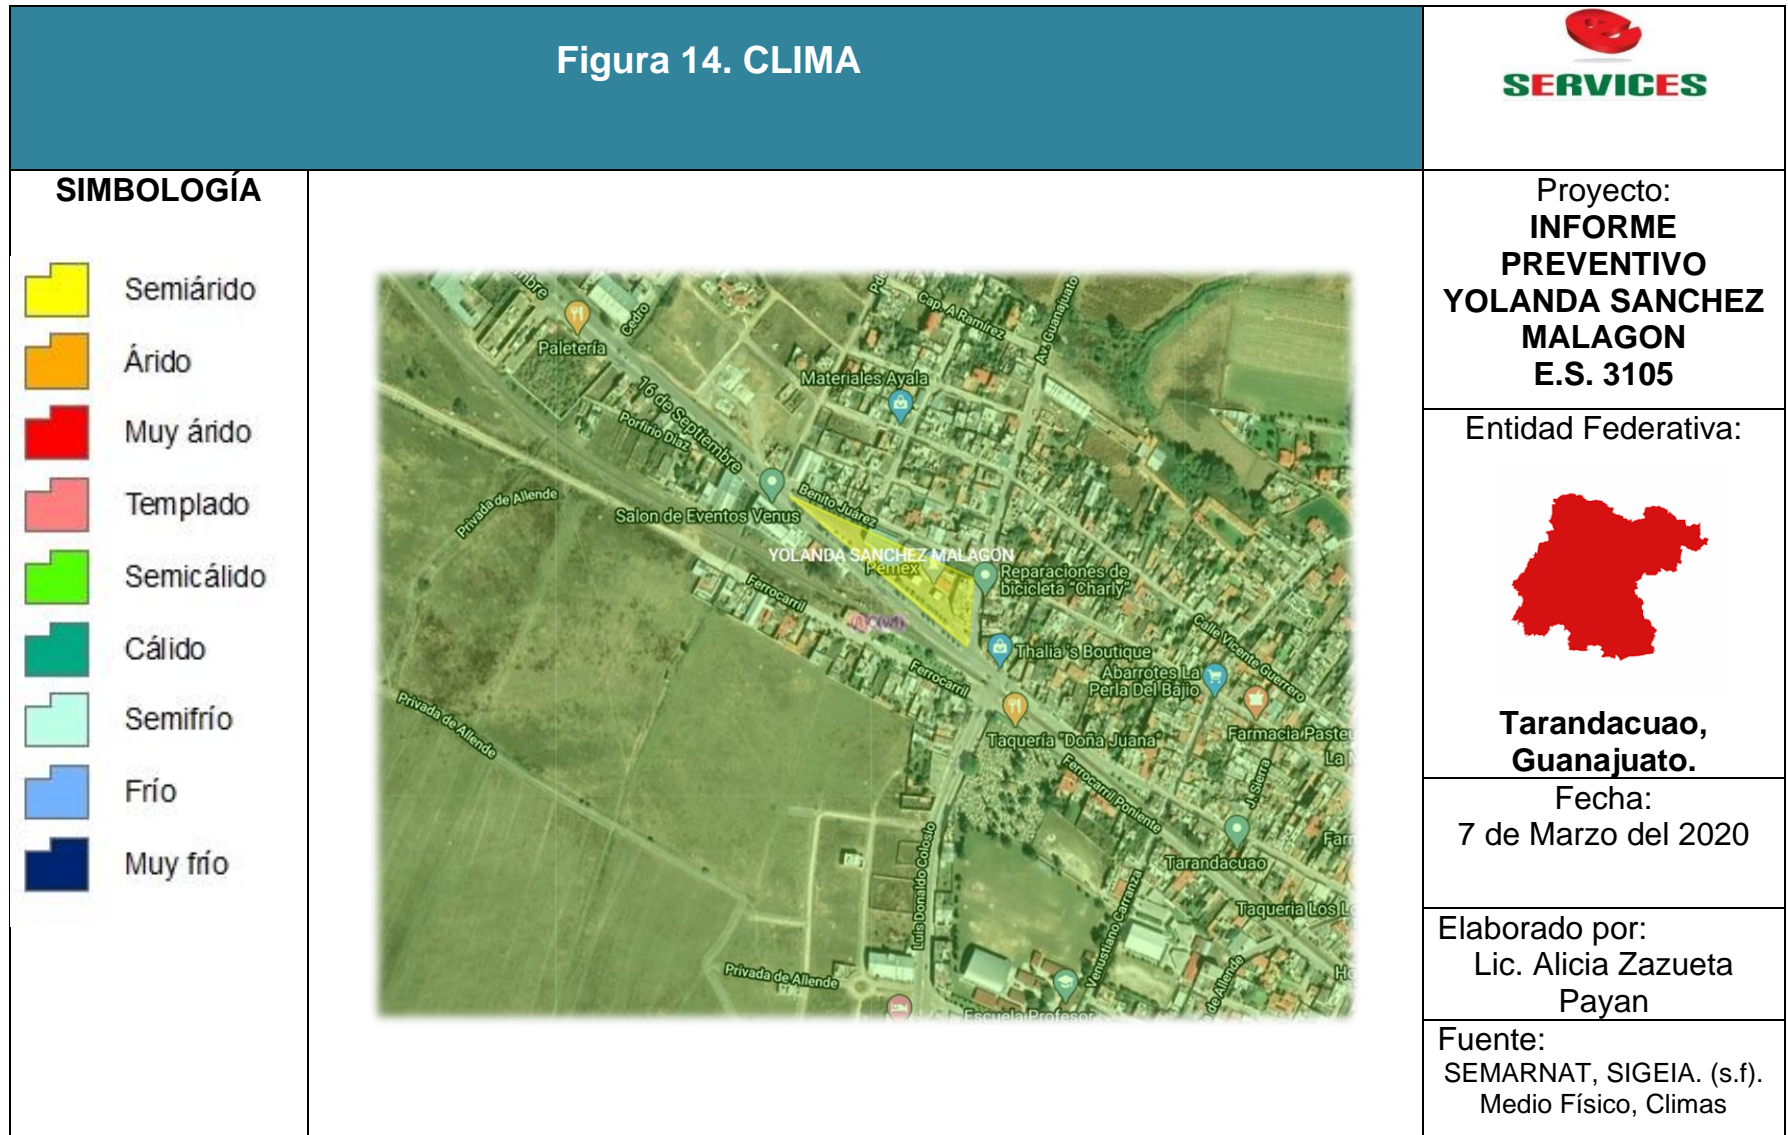 Figura 14. CLIMA
SERVICES
SIMBOLOGÍA
Semiárido
Árido
Muy árido
Templado
Semicálido
Cálido
Semifrío
Frío
Muy frío
Cedro
Paletería
16 de Septiembre
Porfirio Díaz
Privada de Allende
Salon de Eventos Venus
Benito Juárez
Materiales Ayala
Cap. A Ramírez
Av. Guanajuato
YOLANDA SANCHEZ MALAGON
Pemex
Reparaciones de
bicicleta "Charly"
Ferrocarril
Thalia 's Boutique
Abarrotes La
Perla Del Bajio
Calle Vicente Guerrero
Ferrocarril
Taquería "Doña Juana"
Farmacia Pasteu
Privada de Allende
Ferrocarril Poniente
J. Sierra
Tarandacuao
Luis Donaldo Colosio
Venustiano Carranza
Taqueria Los Lo
Privada de Allende
Escuela Profesor
Proyecto:
INFORME
PREVENTIVO
YOLANDA SANCHEZ
MALAGON
E.S. 3105
Entidad Federativa:
Tarandacuao,
Guanajuato.
Fecha:
7 de Marzo del 2020
Elaborado por:
Lic. Alicia Zazueta
Payan
Fuente:
SEMARNAT, SIGEIA. (s.f).
Medio Físico, Climas